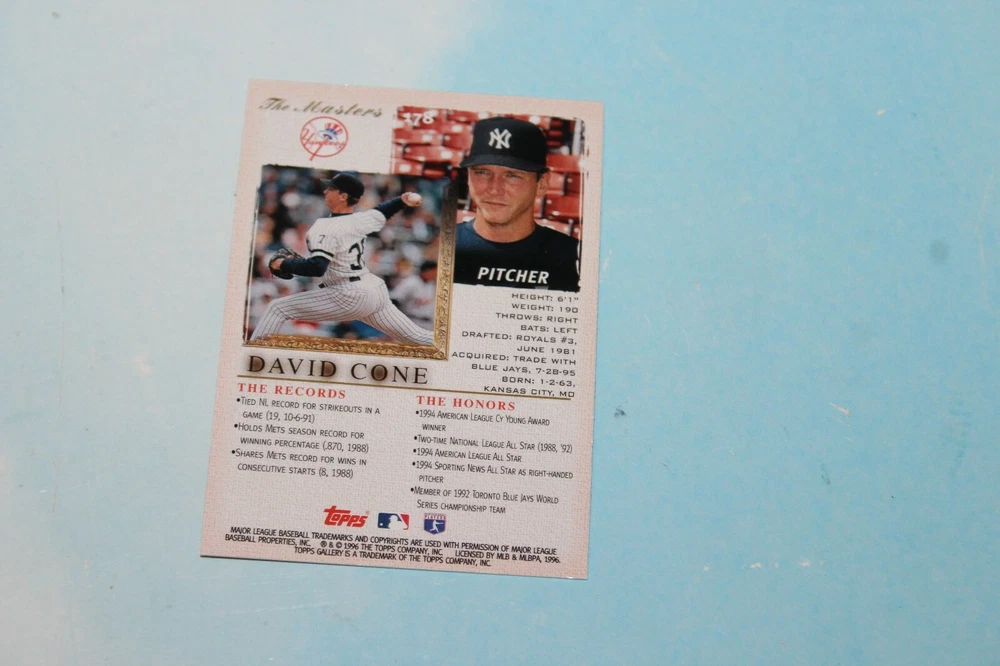 The Masters
178
Yankees
NY
7
PITCHER
HEIGHT: 6'1"
WEIGHT: 190
THROWS: RIGHT
BATS: LEFT
DRAFTED: ROYALS #3,
JUNE 1981
ACQUIRED: TRADE WITH
BLUE JAYS, 7-28-95
BORN: 1-2-63,
KANSAS CITY, MO
DAVID CONE
THE RECORDS
•TIED NL RECORD FOR STRIKEOUTS IN A
GAME (19, 10-6-91)
•HOLDS METS SEASON RECORD FOR
WINNING PERCENTAGE (.870, 1988)
•SHARES METS RECORD FOR WINS IN
CONSECUTIVE STARTS (8, 1988)
THE HONORS
•1994 AMERICAN LEAGUE CY YOUNG AWARD
WINNER
•TWO-TIME NATIONAL LEAGUE ALL STAR (1988, '92)
•1994 AMERICAN LEAGUE ALL STAR
•1994 SPORTING NEWS ALL STAR AS RIGHT-HANDED
PITCHER
•MEMBER OF 1992 TORONTO BLUE JAYS WORLD
SERIES CHAMPIONSHIP TEAM
Topps
MAJOR LEAGUE BASEBALL TRADEMARKS AND COPYRIGHTS ARE USED WITH PERMISSION OF MAJOR LEAGUE
BASEBALL PROPERTIES, INC. ® & © 1996 THE TOPPS COMPANY, INC. LICENSED BY MLB & MLBPA, 1996.
TOPPS GALLERY IS A TRADEMARK OF THE TOPPS COMPANY, INC.